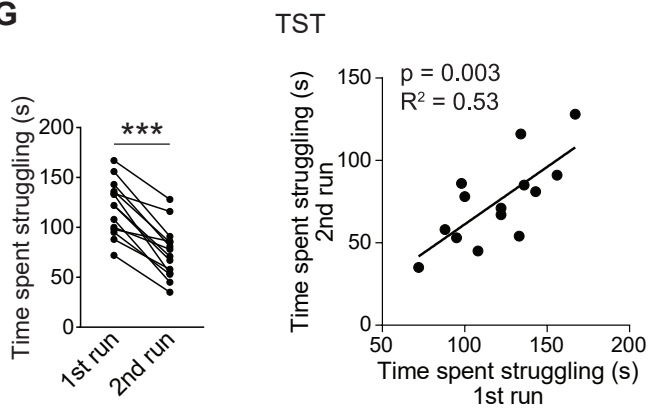 G
TST
Time spent struggling (s)
200
150
100
50
0
***
1st run
2nd run
Time spent struggling (s)
2nd run
150
100
50
0
p = 0.003
R² = 0.53
50
100
150
200
Time spent struggling (s)
1st run